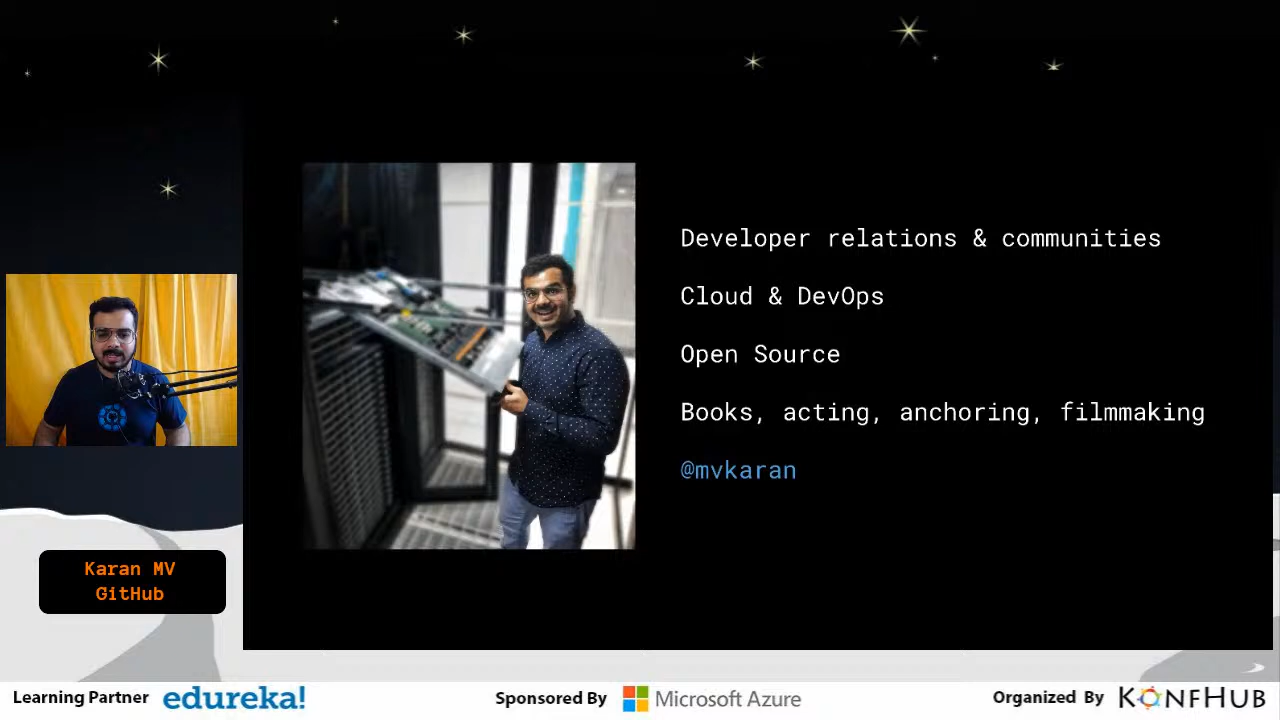 Developer relations & communities
Cloud & DevOps
Open Source
Books, acting, anchoring, filmmaking
@mvkaran
Karan MV
GitHub
Learning Partner edureka! Sponsored By Microsoft Azure Organized By KONFHUB